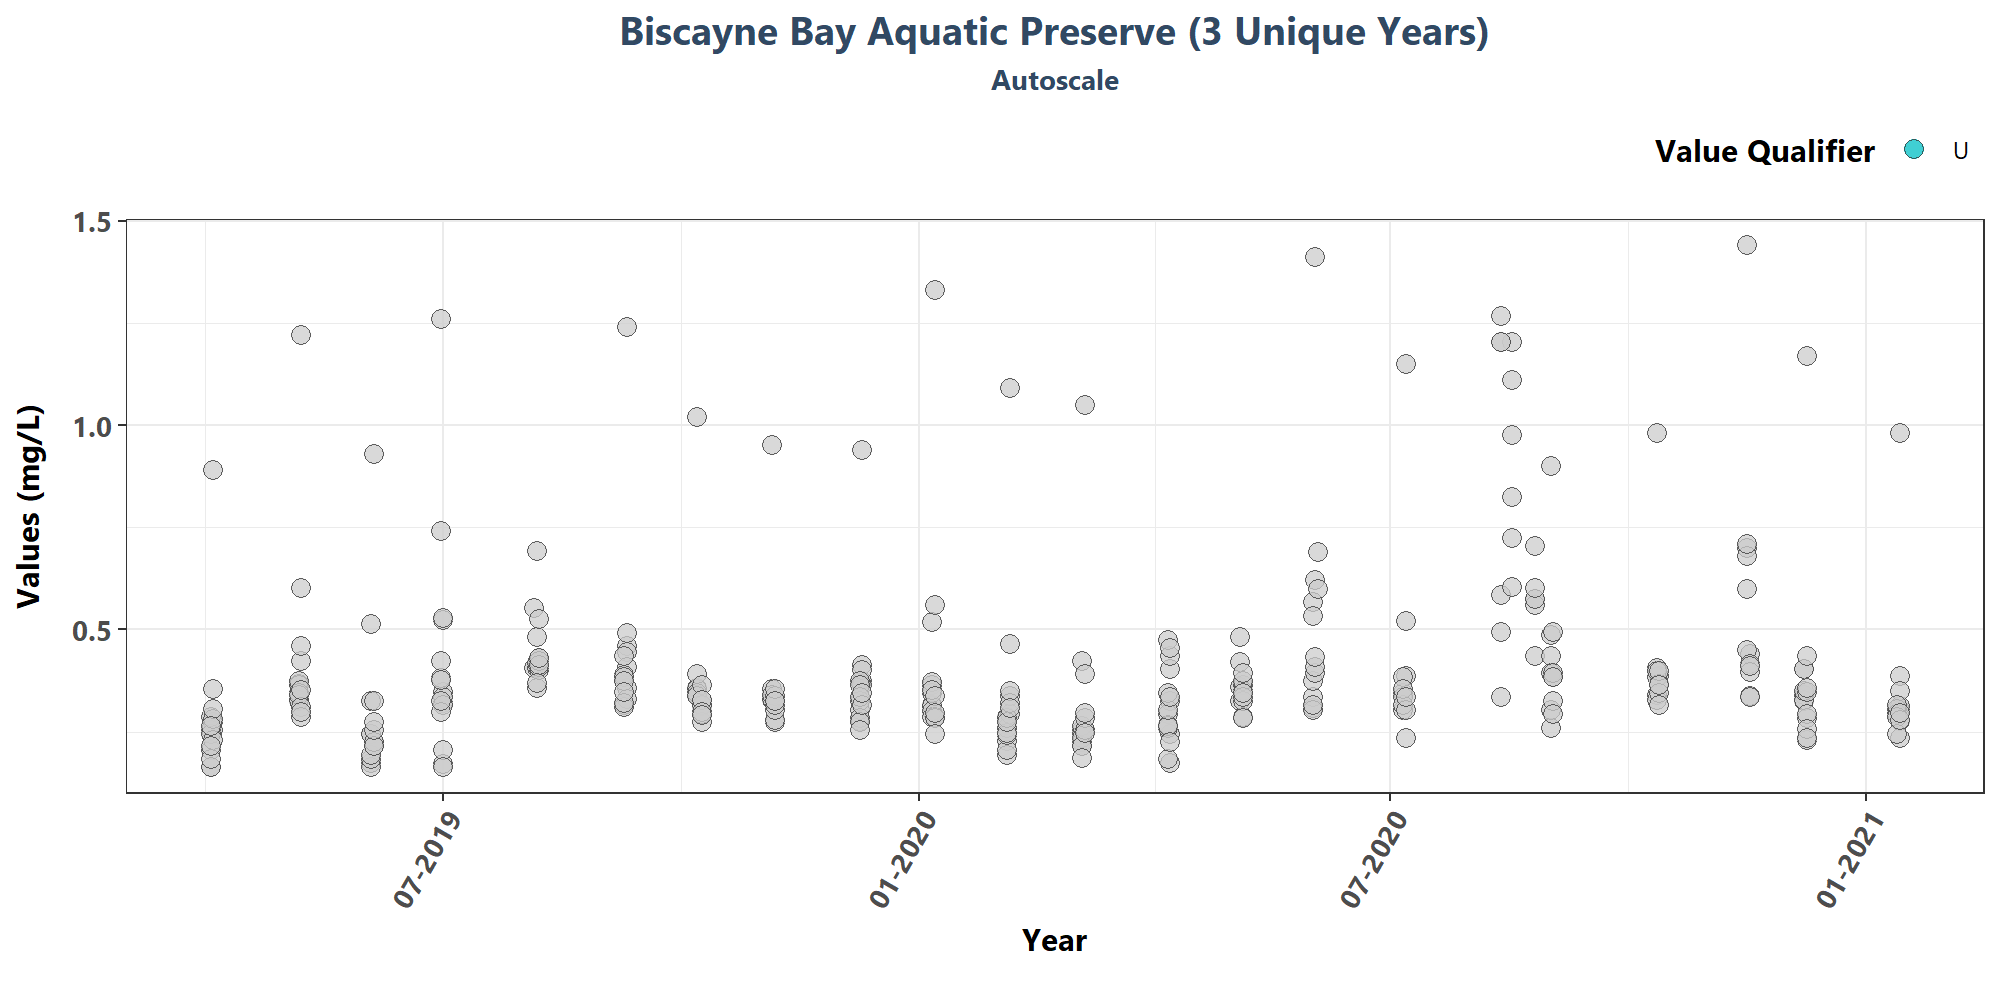 Biscayne Bay Aquatic Preserve (3 Unique Years)
Autoscale
Value Qualifier U
Values (mg/L)
1.5
1.0
0.5
07-2019
01-2020
07-2020
01-2021
Year